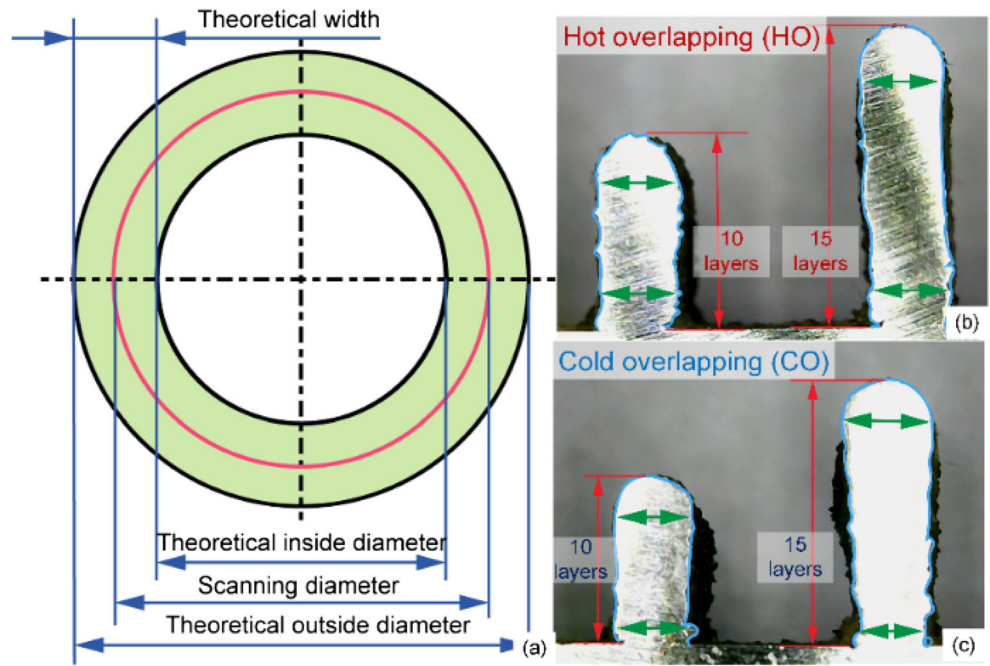 Theoretical width
Theoretical inside diameter
Scanning diameter
Theoretical outside diameter
(a)
Hot overlapping (HO)
10
layers
15
layers
(b)
Cold overlapping (CO)
10
layers
15
layers
(c)